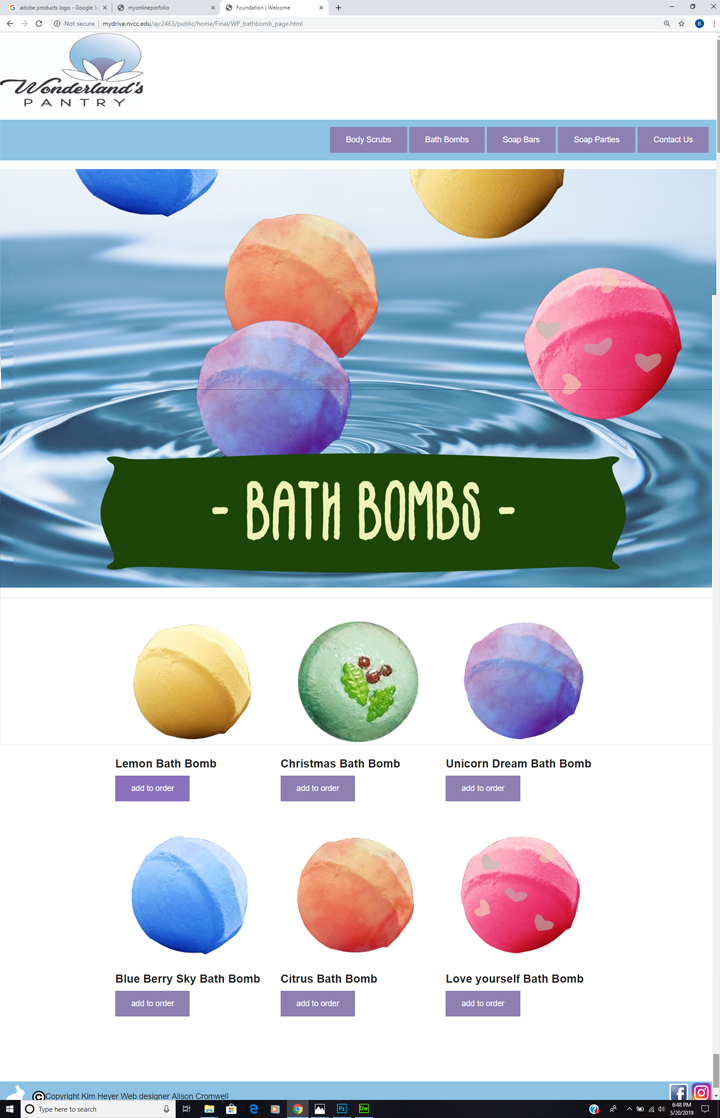 adobe products logo - Google S
myonlineporfolio
Foundation | Welcome
Not secure | mydrive.nvcc.edu/ajc2463/public/home/Final/WP_bathbomb_page.html
Wonderland's
PANTRY
Body Scrubs Bath Bombs Soap Bars Soap Parties Contact Us
- BATH BOMBS -
Lemon Bath Bomb Christmas Bath Bomb Unicorn Dream Bath Bomb
add to order add to order add to order
Blue Berry Sky Bath Bomb Citrus Bath Bomb Love yourself Bath Bomb
add to order add to order add to order
©Copyright Kim Heyer Web designer Alison Cromwell
Type here to search
Ps Dw
6:48 PM
5/20/2019